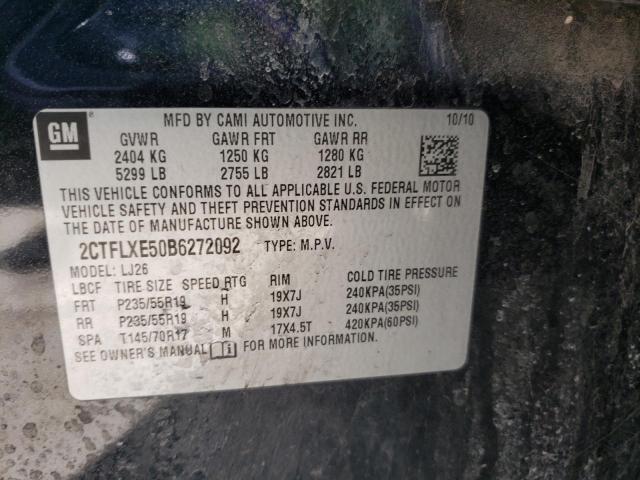 GM ®
MFD BY CAMI AUTOMOTIVE INC. 10/10
GVWR GAWR FRT GAWR RR
2404 KG 1250 KG 1280 KG
5299 LB 2755 LB 2821 LB
THIS VEHICLE CONFORMS TO ALL APPLICABLE U.S. FEDERAL MOTOR
VEHICLE SAFETY AND THEFT PREVENTION STANDARDS IN EFFECT ON
THE DATE OF MANUFACTURE SHOWN ABOVE.
2CTFLXE50B6272092 TYPE: M.P.V.
MODEL: LJ26
LBCF TIRE SIZE SPEED RTG RIM COLD TIRE PRESSURE
FRT P235/55R19 H 19X7J 240KPA(35PSI)
RR P235/55R19 H 19X7J 240KPA(35PSI)
SPA T145/70R17 M 17X4.5T 420KPA(60PSI)
SEE OWNER'S MANUAL i FOR MORE INFORMATION.